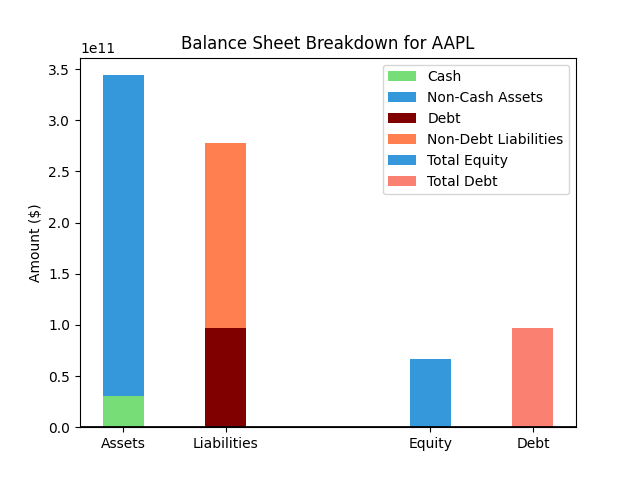 Balance Sheet Breakdown for AAPL
1e11
3.5
3.0
2.5
2.0
1.5
1.0
0.5
0.0
Amount ($)
Cash
Non-Cash Assets
Debt
Non-Debt Liabilities
Total Equity
Total Debt
Assets Liabilities Equity Debt